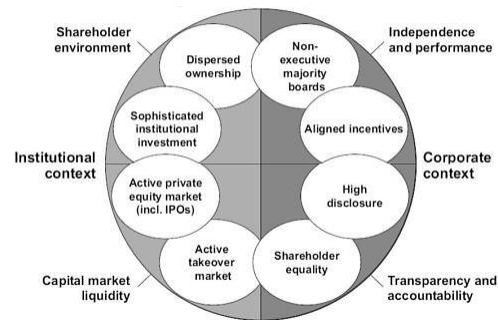 Shareholder
environment
Independence
and performance
Dispersed
ownership
Non-
executive
majority
boards
Sophisticated
institutional
investment
Aligned incentives
Institutional
context
Corporate
context
Active private
equity market
(incl. IPOs)
High
disclosure
Active
takeover
market
Shareholder
equality
Capital market
liquidity
Transparency and
accountability